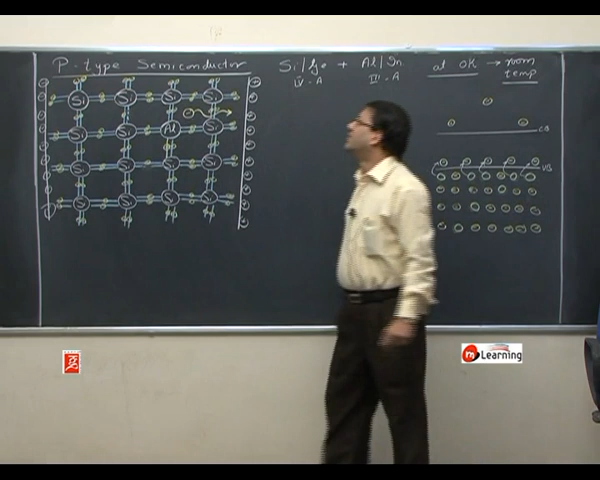 P-type Semiconductor
Si/Ge + Al/In
IV-A III-A
at 0K → room temp
Si Si Si Si
Si Si Al Si
Si Si Si Si
Si Si Si Si
CB
VB
m Learning